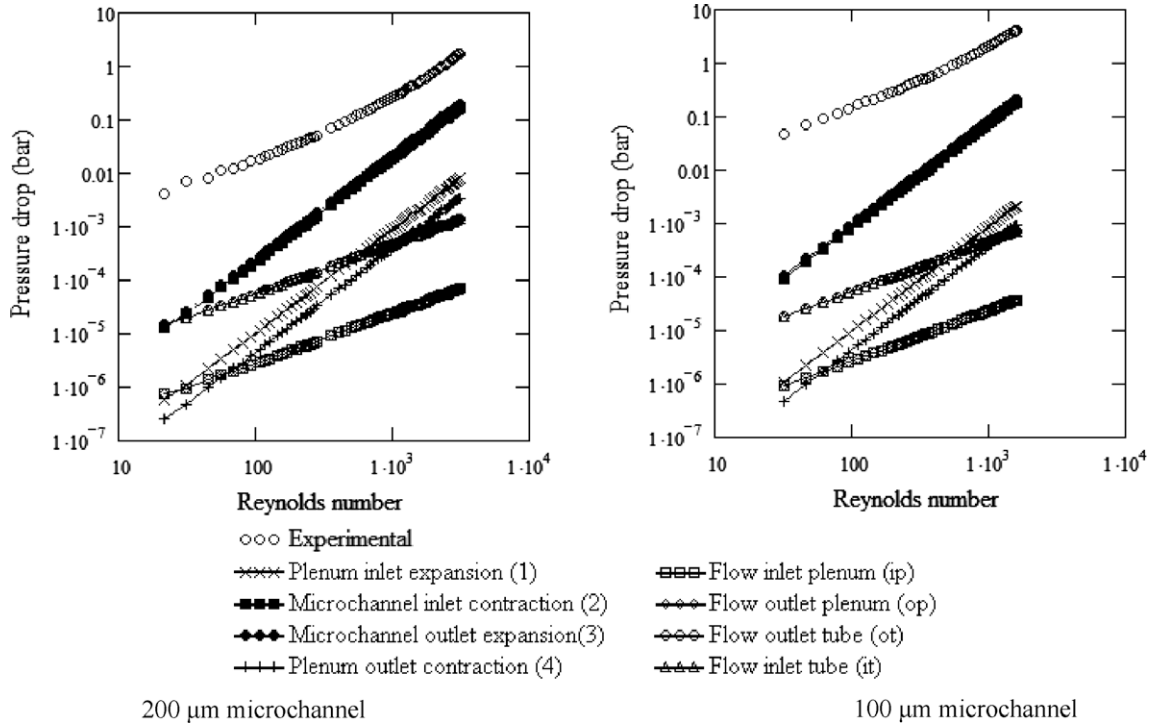 10
1
0.1
0.01
1·10⁻³
1·10⁻⁴
1·10⁻⁵
1·10⁻⁶
1·10⁻⁷
Pressure drop (bar)
10 100 1·10³ 1·10⁴
Reynolds number
10
1
0.1
0.01
1·10⁻³
1·10⁻⁴
1·10⁻⁵
1·10⁻⁶
1·10⁻⁷
Pressure drop (bar)
10 100 1·10³ 1·10⁴
Reynolds number
Experimental
Plenum inlet expansion (1)
Microchannel inlet contraction (2)
Microchannel outlet expansion(3)
Plenum outlet contraction (4)
Flow inlet plenum (ip)
Flow outlet plenum (op)
Flow outlet tube (ot)
Flow inlet tube (it)
200 μm microchannel
100 μm microchannel